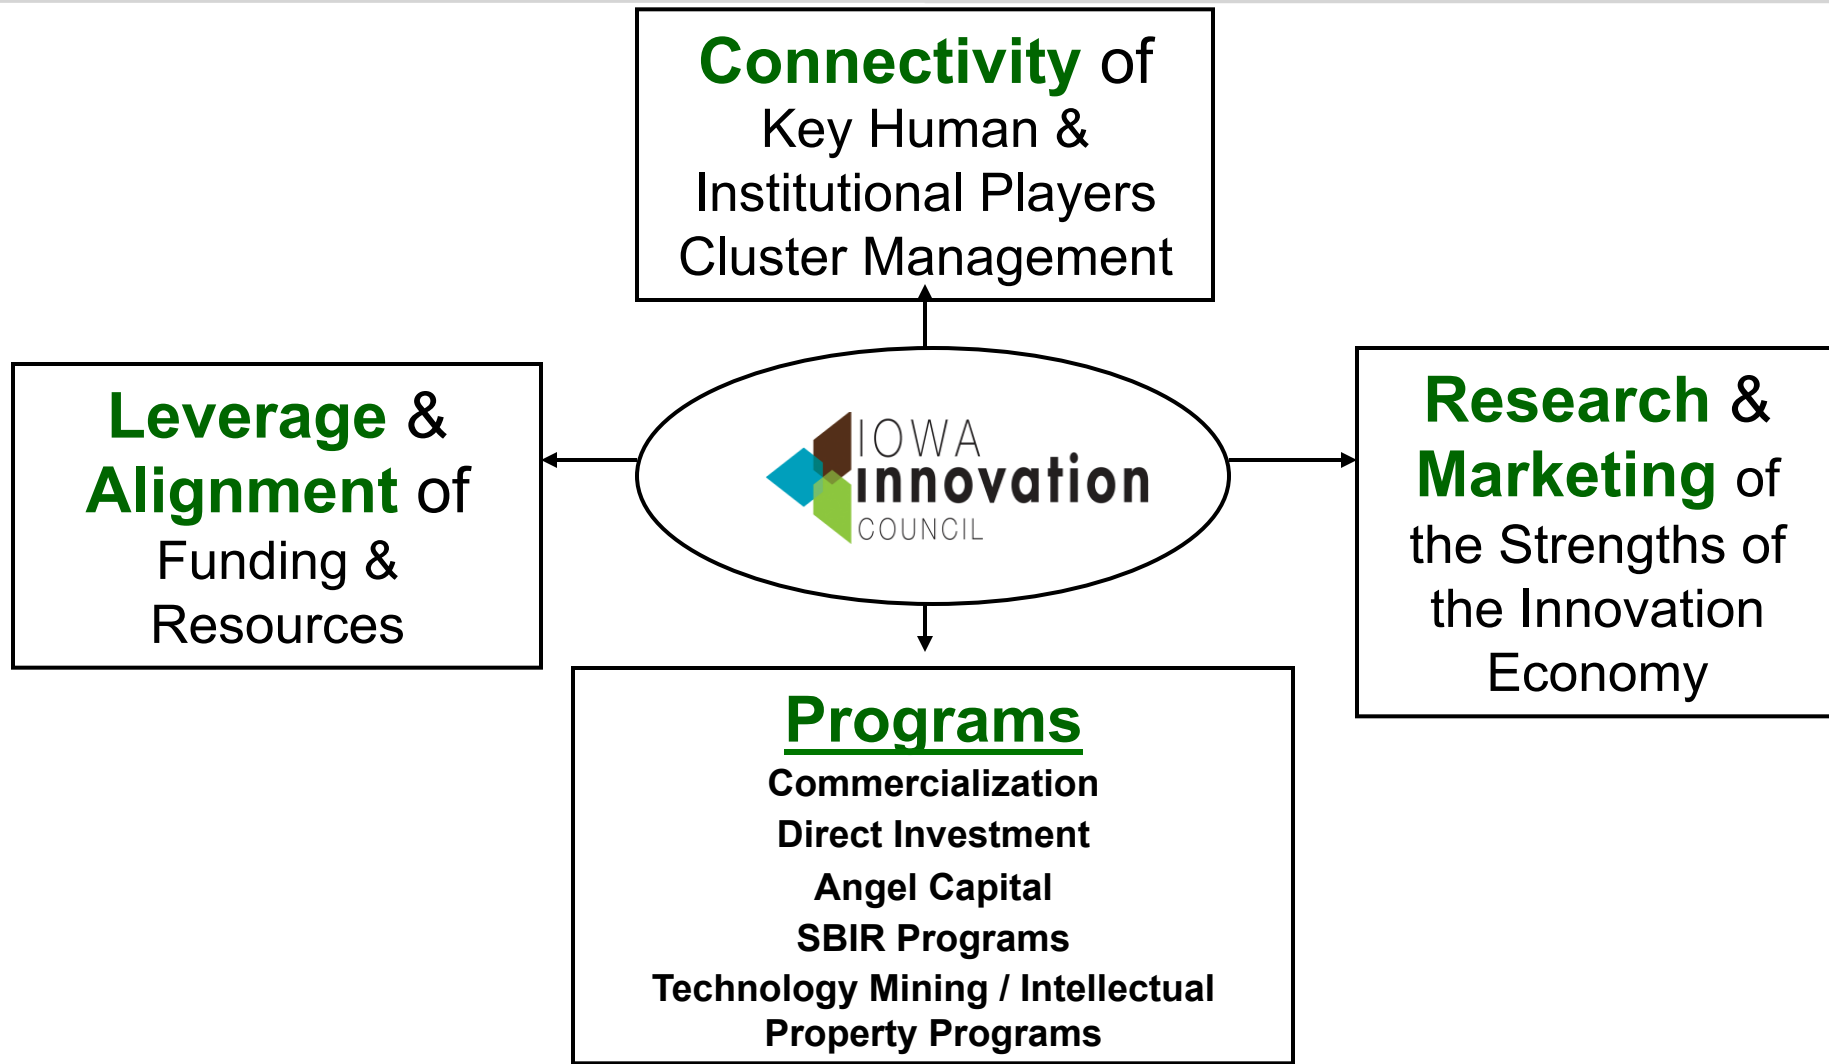 Connectivity of
Key Human &
Institutional Players
Cluster Management
Leverage &
Alignment of
Funding &
Resources
IOWA
innovation
COUNCIL
Research &
Marketing of
the Strengths of
the Innovation
Economy
Programs
Commercialization
Direct Investment
Angel Capital
SBIR Programs
Technology Mining / Intellectual
Property Programs